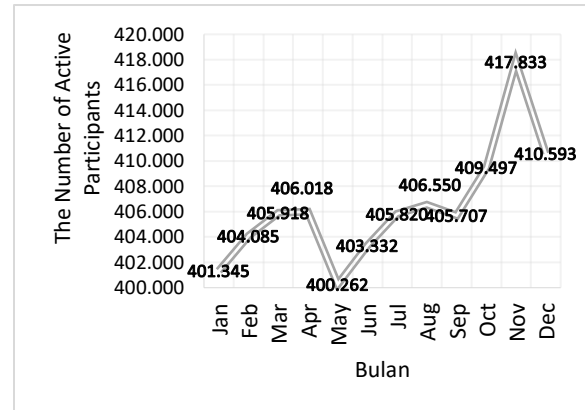 The Number of Active
Participants
420.000
418.000
416.000
414.000
412.000
410.000
408.000
406.000
404.000
402.000
400.000
401.345
404.085
405.918
406.018
400.262
403.332
405.820
406.550
405.707
409.497
417.833
410.593
Jan
Feb
Mar
Apr
May
Jun
Jul
Aug
Sep
Oct
Nov
Dec
Bulan